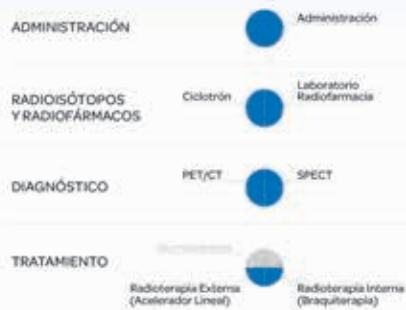 ADMINISTRACIÓN
Administración
RADIOISÓTOPOS
Y RADIOFÁRMACOS
Ciclotrón
Laboratorio
Radiofarmacia
DIAGNÓSTICO
PET/CT
SPECT
TRATAMIENTO
Radioterapia Externa
(Acelerador Lineal)
Radioterapia Interna
(Braquiterapia)